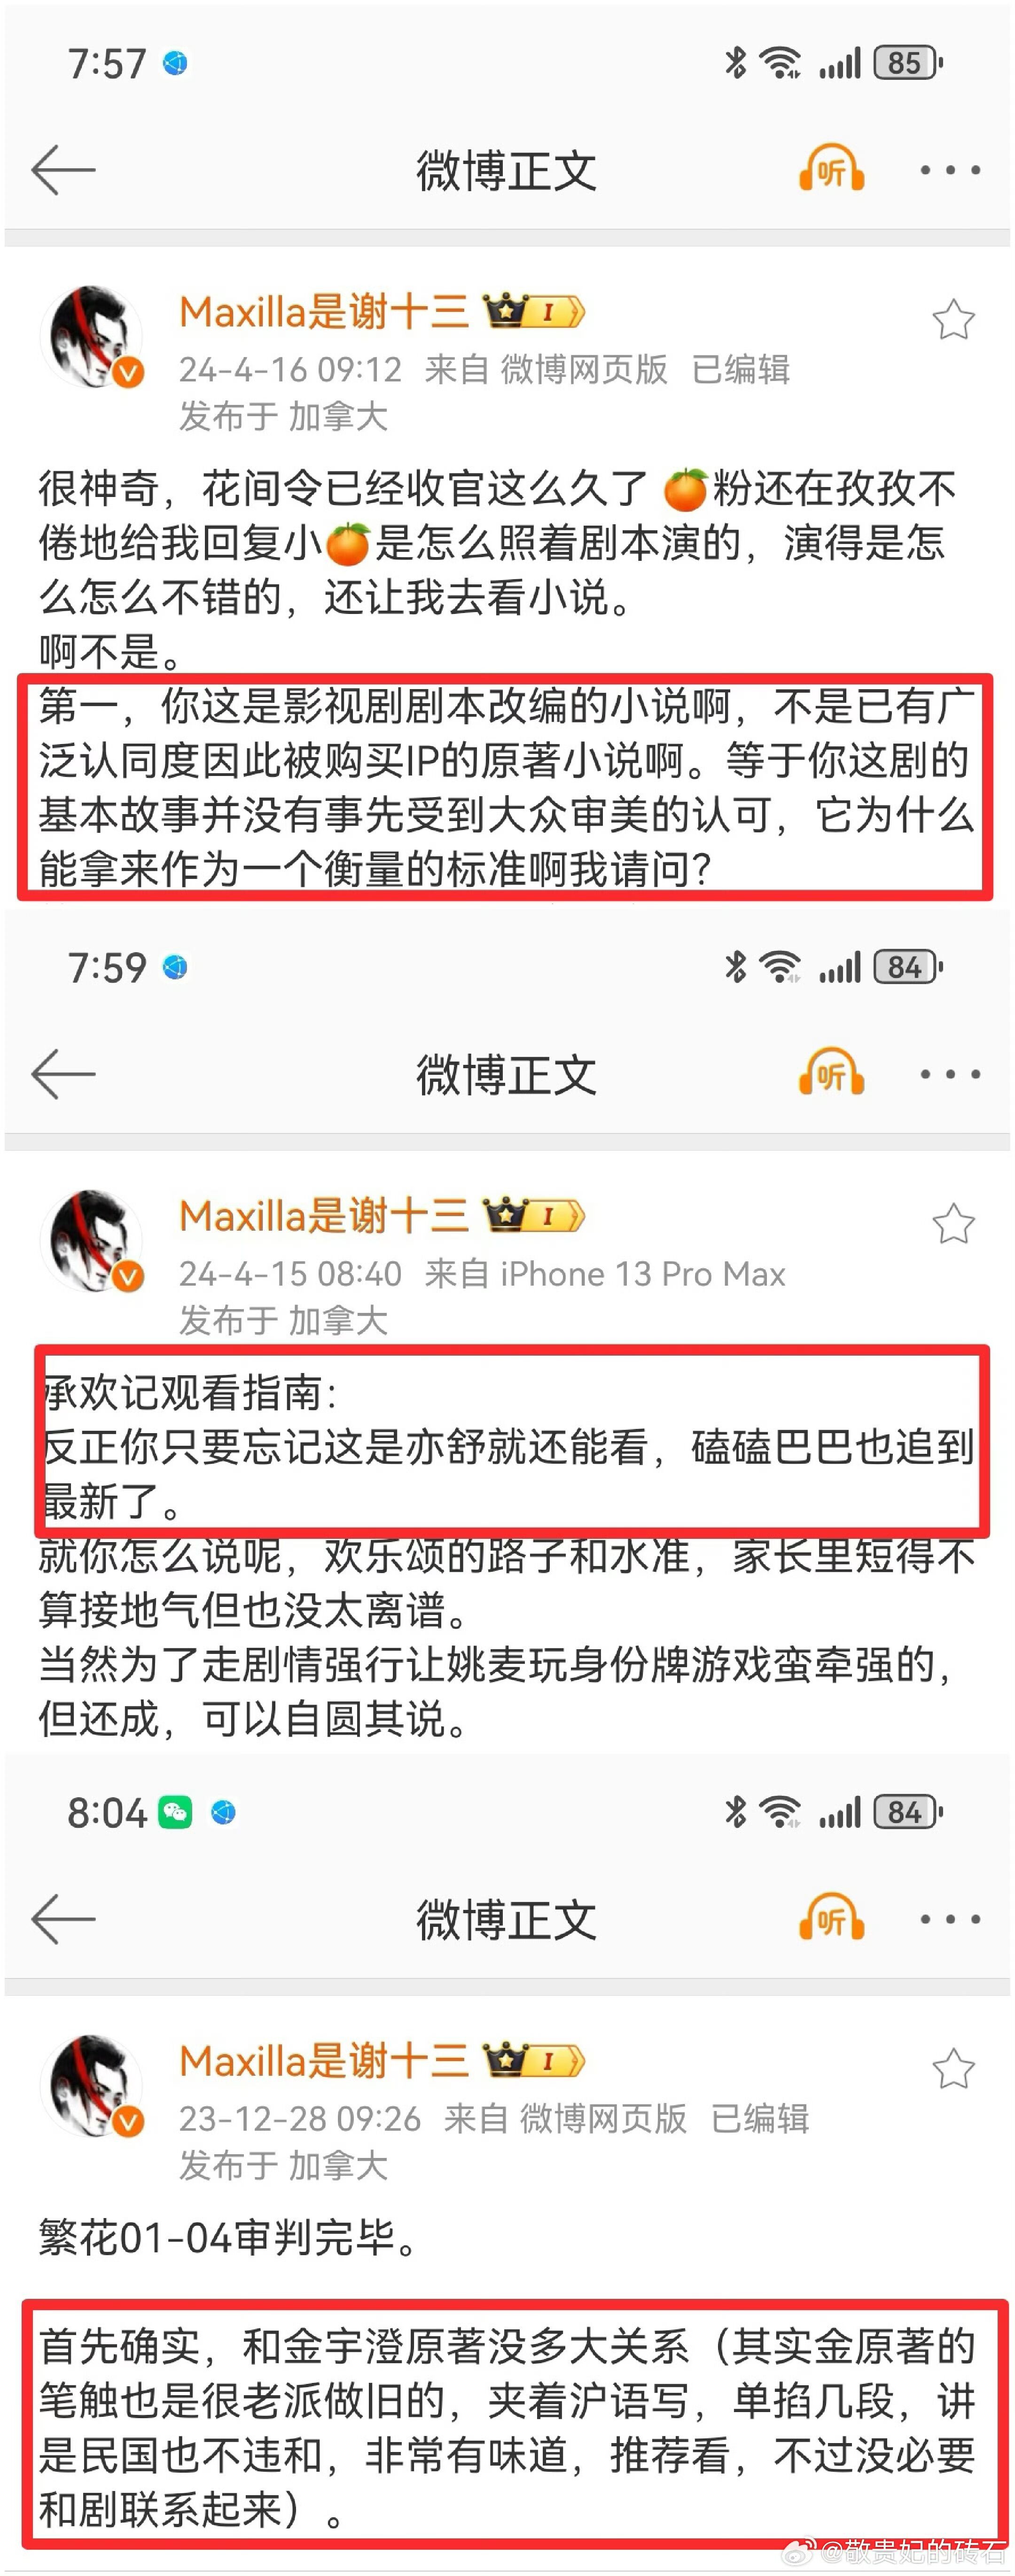 7:57
85
微博正文
听
Maxilla是谢十三
I
24-4-16 09:12 来自 微博网页版 已编辑
发布于 加拿大
很神奇，花间令已经收官这么久了🍊粉还在孜孜不
倦地给我回复小🍊是怎么照着剧本演的，演得是怎
么怎么不错的，还让我去看小说。
啊不是。
第一，你这是影视剧剧本改编的小说啊，不是已有广
泛认同度因此被购买IP的原著小说啊。等于你这剧的
基本故事并没有事先受到大众审美的认可，它为什么
能拿来作为一个衡量的标准啊我请问？
7:59
84
微博正文
听
Maxilla是谢十三
I
24-4-15 08:40 来自 iPhone 13 Pro Max
发布于 加拿大
承欢记观看指南：
反正你只要忘记这是亦舒就还能看，磕磕巴巴也追到
最新了。
就你怎么说呢，欢乐颂的路子和水准，家长里短得不
算接地气但也没太离谱。
当然为了走剧情强行让姚麦玩身份牌游戏蛮牵强的，
但还成，可以自圆其说。
8:04
84
微博正文
听
Maxilla是谢十三
I
23-12-28 09:26 来自 微博网页版 已编辑
发布于 加拿大
繁花01-04审判完毕。
首先确实，和金宇澄原著没多大关系（其实金原著的
笔触也是很老派做旧的，夹着沪语写，单掐几段，讲
是民国也不违和，非常有味道，推荐看，不过没必要
和剧联系起来）。
@敬贵妃的砖石